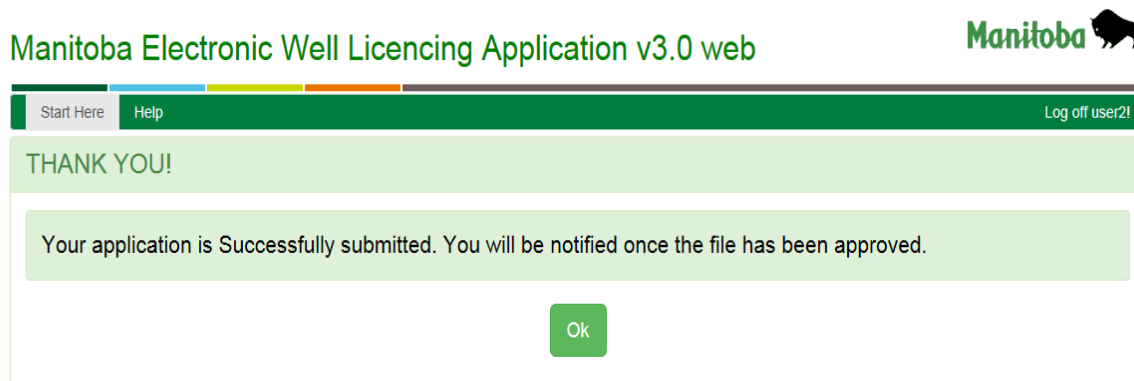 Manitoba
Manitoba Electronic Well Licencing Application v3.0 web
Start Here Help Log off user2!
THANK YOU!
Your application is Successfully submitted. You will be notified once the file has been approved.
Ok